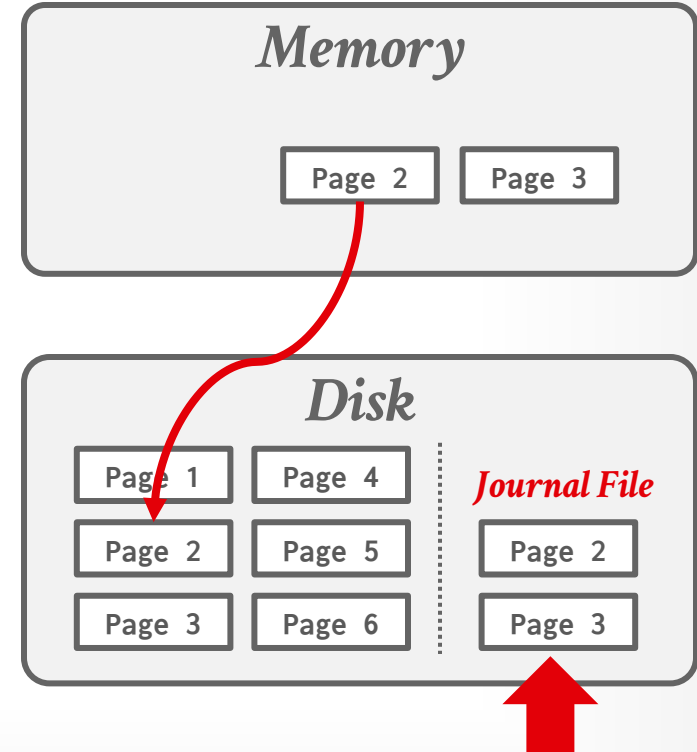 Memory
Page 2 Page 3
Disk
Page 1 Page 4
Journal File
Page 2 Page 5 Page 2
Page 3 Page 6 Page 3